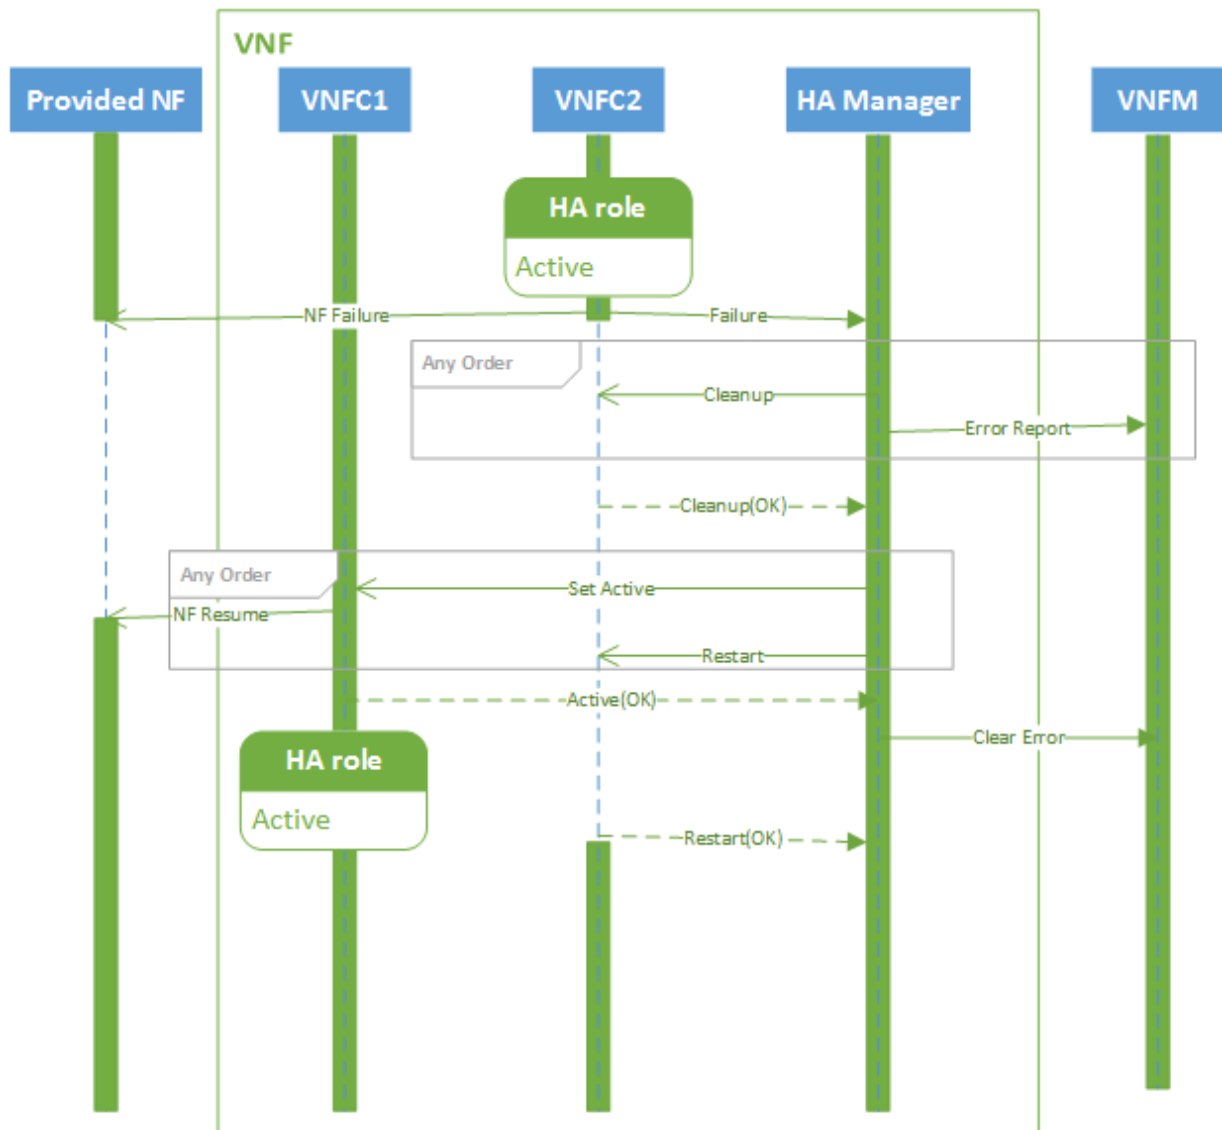 VNF
Provided NF
VNFC1
VNFC2
HA Manager
VNFM
HA role
Active
NF Failure
Failure
Any Order
Cleanup
Error Report
Cleanup(OK)
Any Order
Set Active
NF Resume
Restart
Active(OK)
Clear Error
HA role
Active
Restart(OK)